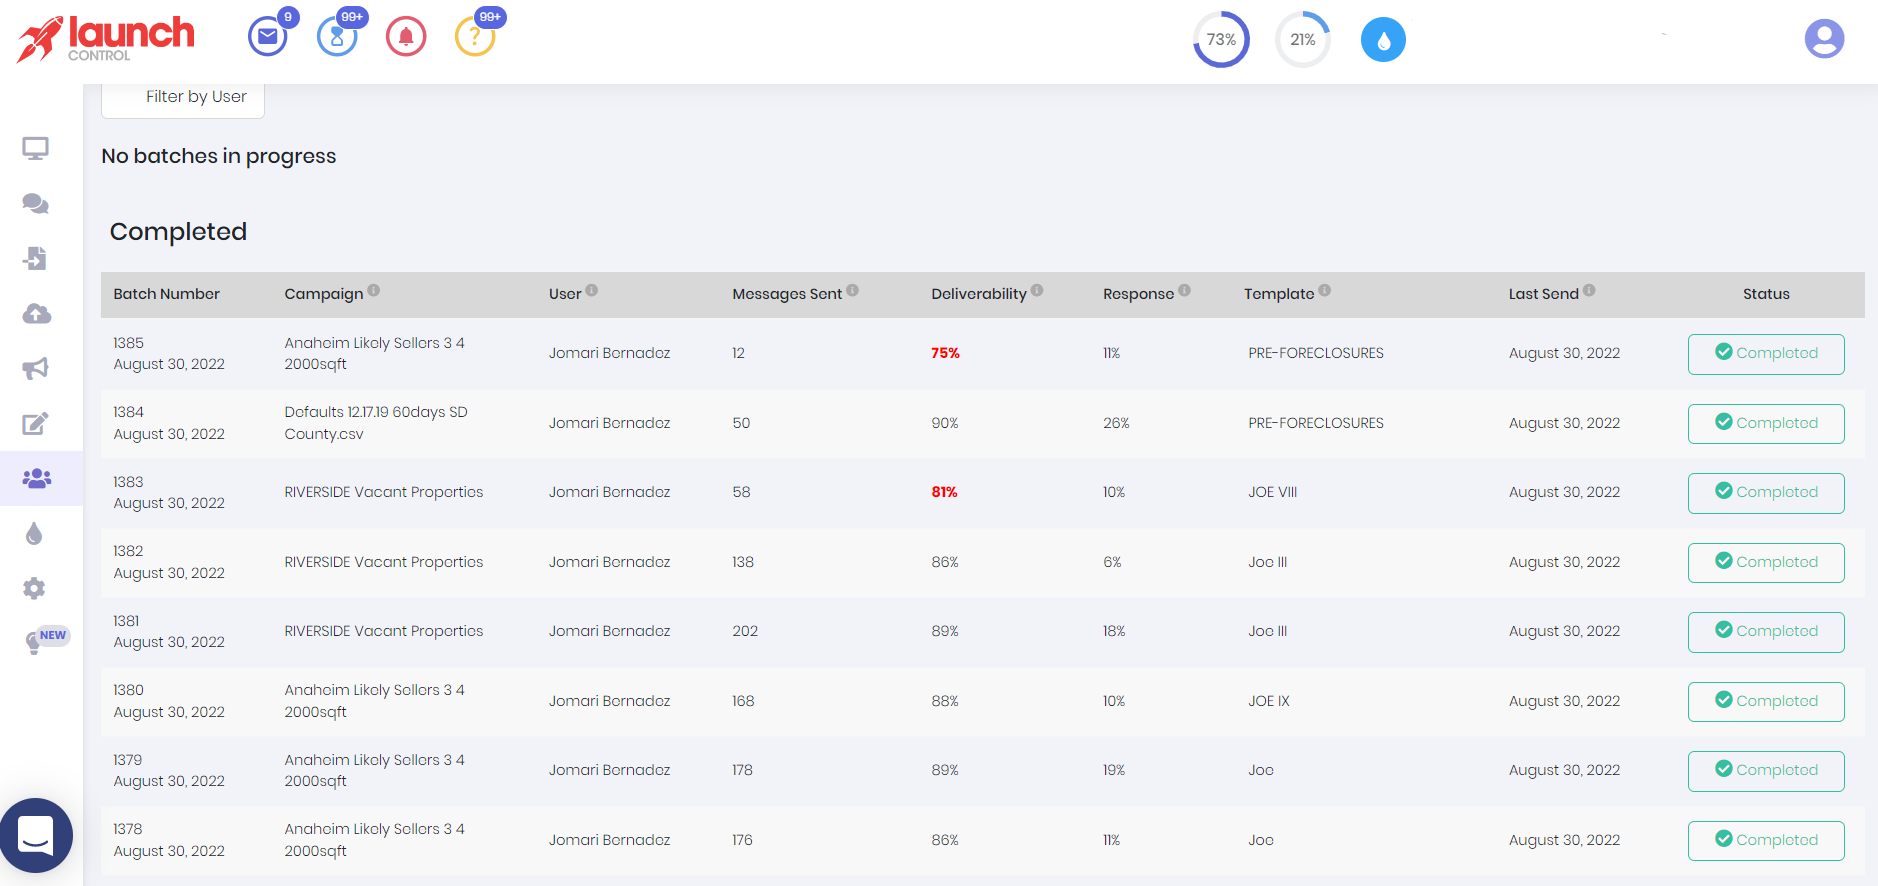 launch
CONTROL
9
99+
99+
?
73%
21%
Filter by User
No batches in progress
Completed
Batch Number Campaign User Messages Sent Deliverability Response Template Last Send Status
1385
August 30, 2022
Anaheim Likely Sellers 3 4
2000sqft
Jomari Bernadez 12 75% 11% PRE-FORECLOSURES August 30, 2022 Completed
1384
August 30, 2022
Defaults 12.17.19 60days SD
County.csv
Jomari Bernadez 50 90% 26% PRE-FORECLOSURES August 30, 2022 Completed
1383
August 30, 2022
RIVERSIDE Vacant Properties Jomari Bernadez 58 81% 10% JOE VIII August 30, 2022 Completed
1382
August 30, 2022
RIVERSIDE Vacant Properties Jomari Bernadez 138 86% 6% Joe III August 30, 2022 Completed
1381
August 30, 2022
RIVERSIDE Vacant Properties Jomari Bernadez 202 89% 18% Joe III August 30, 2022 Completed
1380
August 30, 2022
Anaheim Likely Sellers 3 4
2000sqft
Jomari Bernadez 168 88% 10% JOE IX August 30, 2022 Completed
1379
August 30, 2022
Anaheim Likely Sellers 3 4
2000sqft
Jomari Bernadez 178 89% 19% Joe August 30, 2022 Completed
1378
August 30, 2022
Anaheim Likely Sellers 3 4
2000sqft
Jomari Bernadez 176 86% 11% Joe August 30, 2022 Completed
NEW